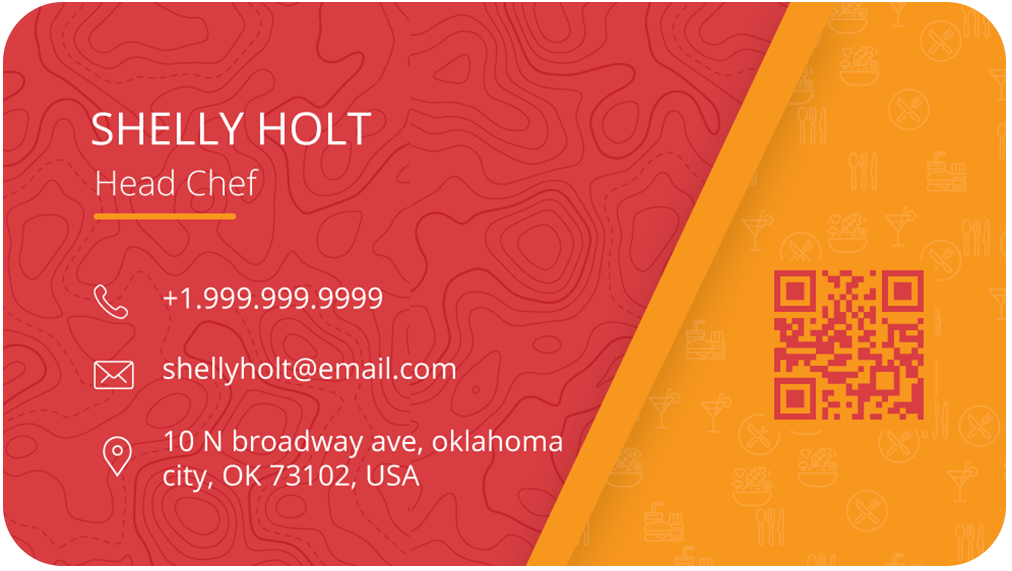 SHELLY HOLT
Head Chef
+1.999.999.9999
shellyholt@email.com
10 N broadway ave, oklahoma
city, OK 73102, USA